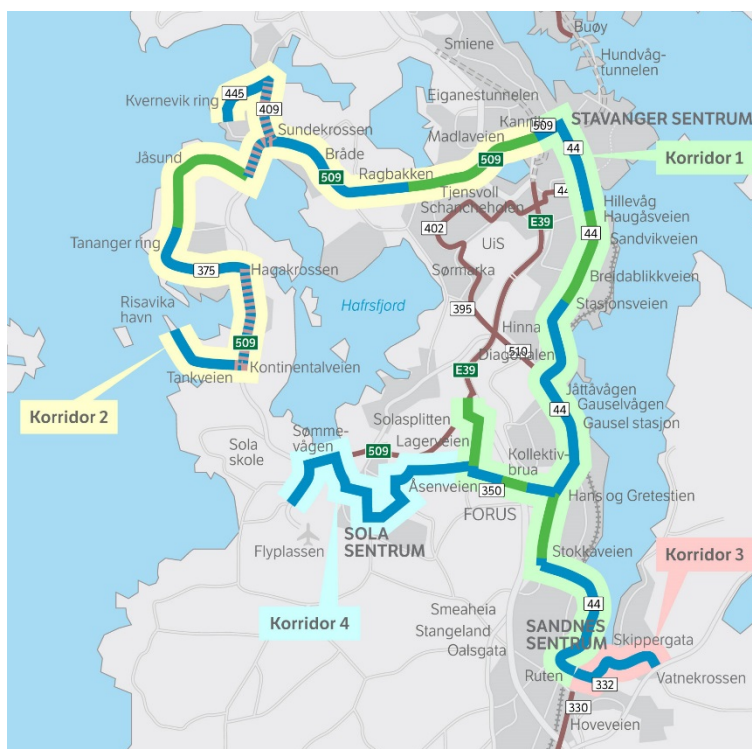 Buøy
Hundvåg-
tunnelen
Smiene
Eiganestunnelen
Kannik
509
STAVANGER SENTRUM
445
Kvernevik ring
409
Sundekrossen
Madlaveien
Bråde
509
44
Korridor 1
Jåsund
Ragbakken
509
Tjensvoll
44
Schancheholen
Hillevåg
Haugåsveien
402
E39
44
Sandvikveien
UiS
Tananger ring
375
Hagakrossen
Sørmarka
Breidablikkveien
Risavika
havn
Hafrsfjord
395
Stasjonsveien
Hinna
509
510
Diagonalen
Kontinentalveien
E39
Tankveien
Jåttåvågen
Gauselvågen
44
Gausel stasjon
Korridor 2
Solasplitten
Sømme-
vågen
Lagerveien
Sola
skole
509
Kollektiv-
brua
Åsenveien
350
Hans og Gretestien
FORUS
Flyplassen
SOLA
SENTRUM
Stokkaveien
Korridor 3
Korridor 4
Smeaheia
44
Stangeland
SANDNES
SENTRUM
Skippergata
Oalsgata
Ruten
332
Vatnekrossen
330
Hoveveien